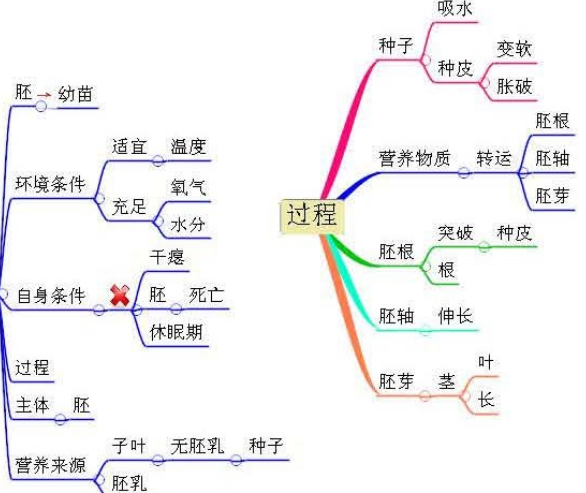 胚→幼苗
环境条件
适宜 温度
充足
氧气
水分
自身条件
干瘪
胚 死亡
休眠期
过程
主体 胚
营养来源
子叶 无胚乳 种子
胚乳
过程
种子
吸水
种皮
变软
胀破
营养物质 转运
胚根
胚轴
胚芽
胚根
突破 种皮
根
胚轴 伸长
胚芽 茎
叶
长